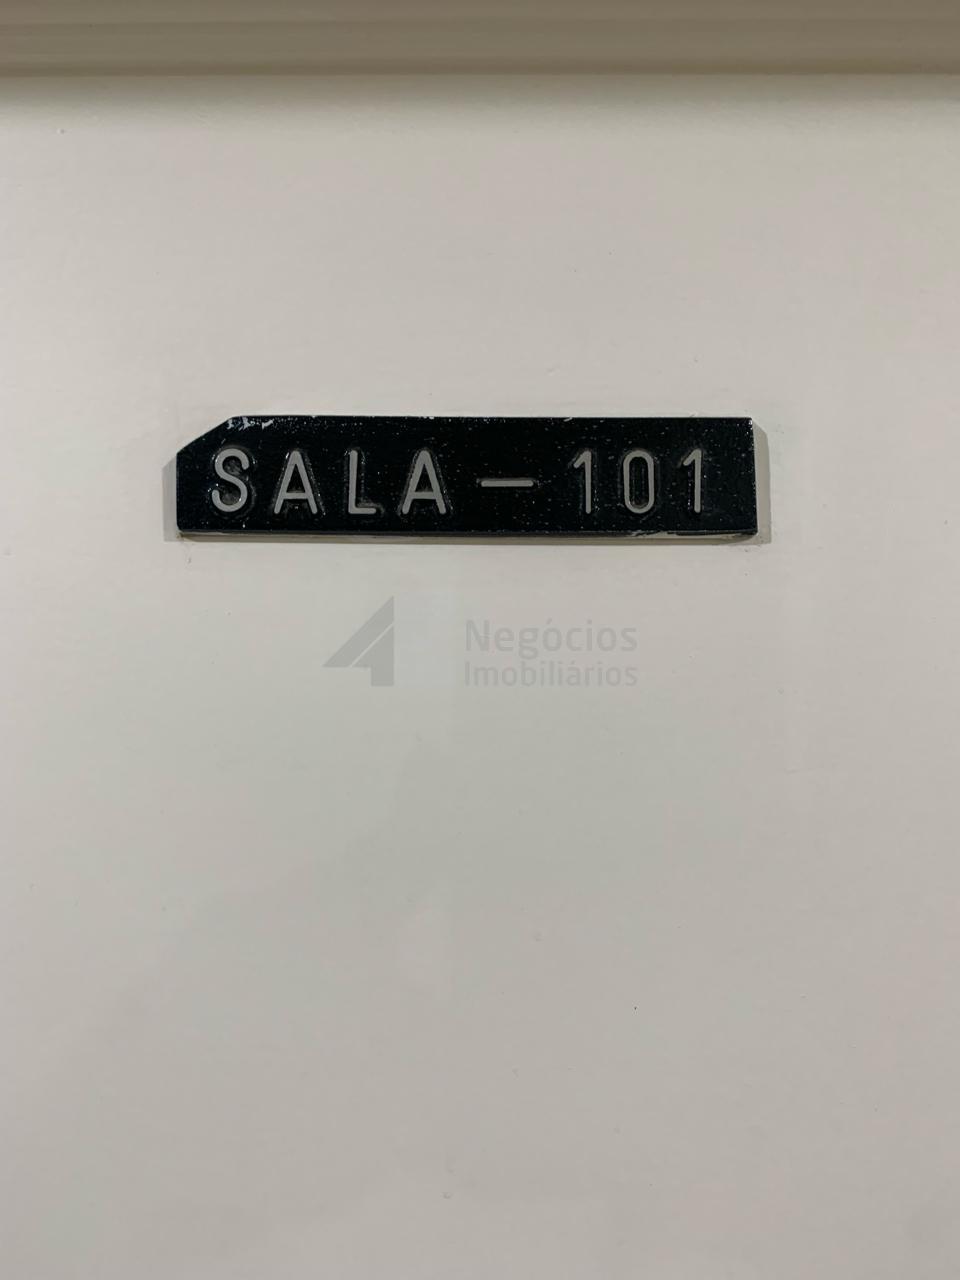 SALA - 101
Negócios
Imobiliários